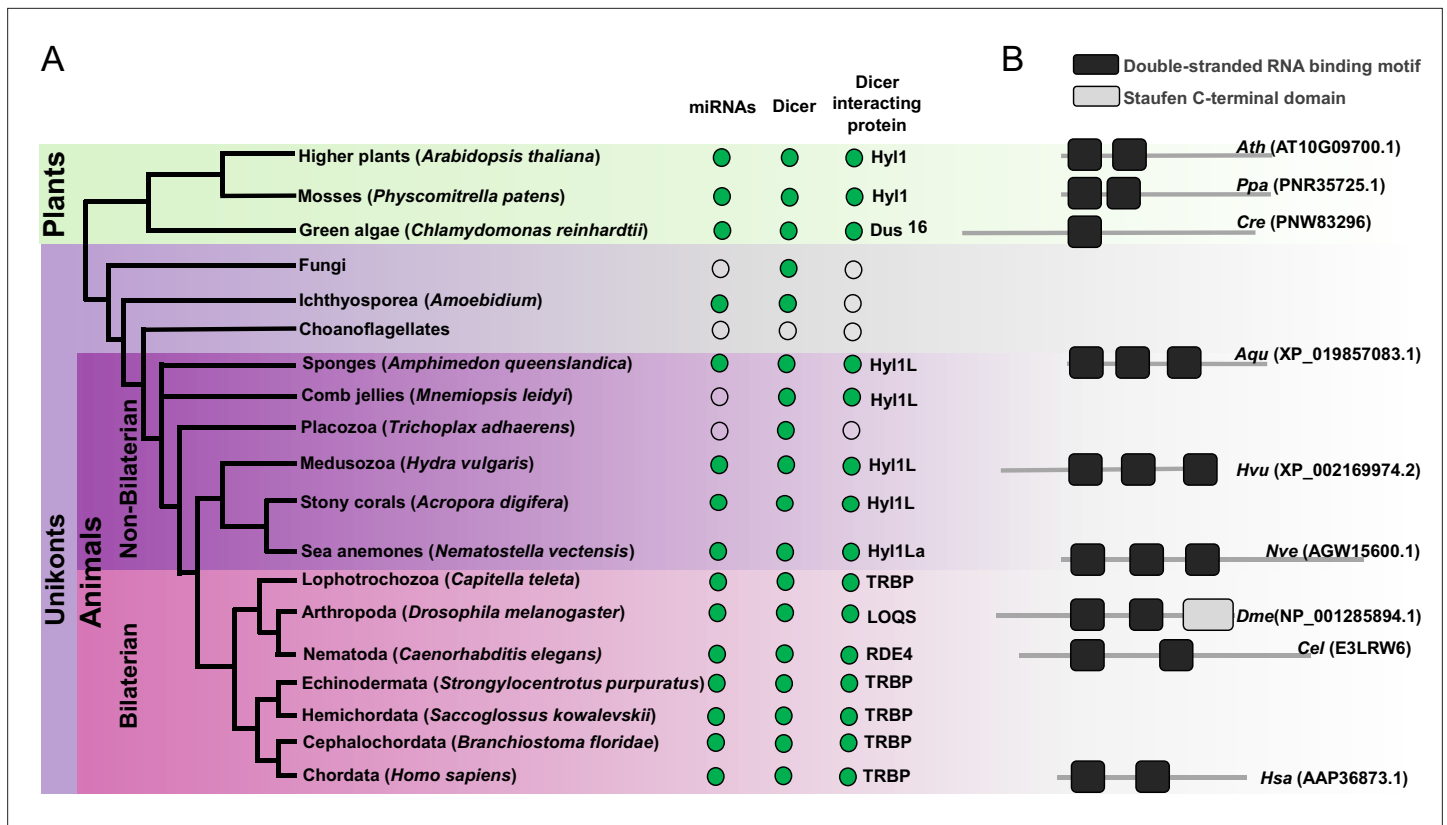 A
B
Double-stranded RNA binding motif
Staufen C-terminal domain
miRNAs
Dicer
Dicer
interacting
protein
Plants
Unikonts
Animals
Non-Bilaterian
Bilaterian
Higher plants (Arabidopsis thaliana)
Hyl1
Ath (AT10G09700.1)
Mosses (Physcomitrella patens)
Hyl1
Ppa (PNR35725.1)
Green algae (Chlamydomonas reinhardtii)
Dus 16
Cre (PNW83296)
Fungi
Ichthyosporea (Amoebidium)
Choanoflagellates
Sponges (Amphimedon queenslandica)
Hyl1L
Aqu (XP_019857083.1)
Comb jellies (Mnemiopsis leidyi)
Hyl1L
Placozoa (Trichoplax adhaerens)
Medusozoa (Hydra vulgaris)
Hyl1L
Hvu (XP_002169974.2)
Stony corals (Acropora digifera)
Hyl1L
Sea anemones (Nematostella vectensis)
Hyl1La
Nve (AGW15600.1)
Lophotrochozoa (Capitella teleta)
TRBP
Arthropoda (Drosophila melanogaster)
LOQS
Dme(NP_001285894.1)
Nematoda (Caenorhabditis elegans)
RDE4
Cel (E3LRW6)
Echinodermata (Strongylocentrotus purpuratus)
TRBP
Hemichordata (Saccoglossus kowalevskii)
TRBP
Cephalochordata (Branchiostoma floridae)
TRBP
Chordata (Homo sapiens)
TRBP
Hsa (AAP36873.1)